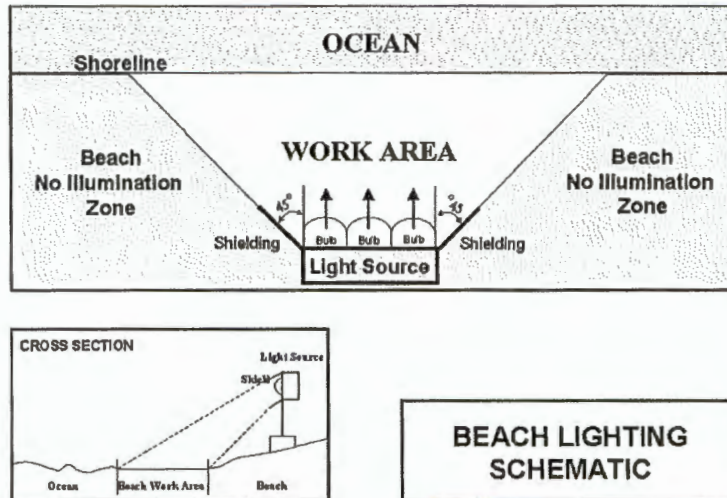 OCEAN
Shoreline
Beach
No Illumination
Zone
WORK AREA
Beach
No Illumination
Zone
45°
45°
Shielding
Bulb
Bulb
Bulb
Shielding
Light Source
CROSS SECTION
Light Source
Shield
Ocean
Beach Work Area
Beach
BEACH LIGHTING
SCHEMATIC